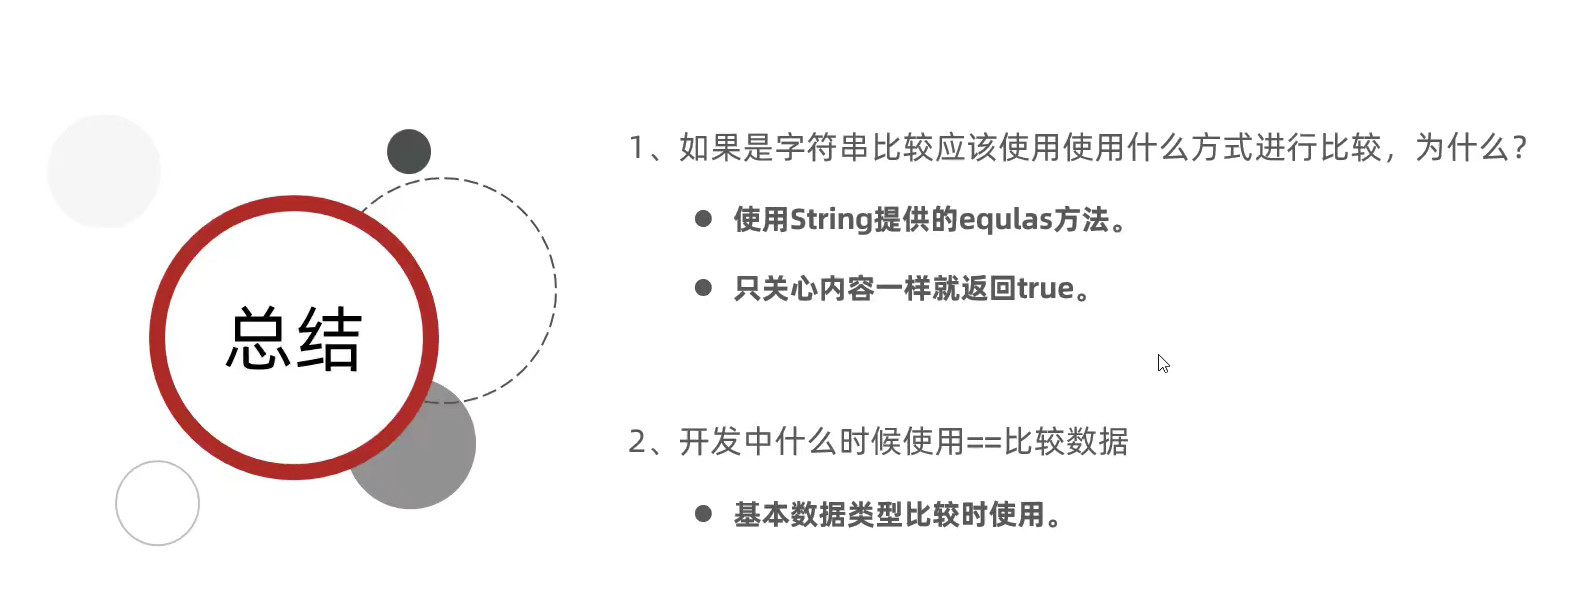 总结
1、如果是字符串比较应该使用使用什么方式进行比较，为什么？
● 使用String提供的equlas方法。
● 只关心内容一样就返回true。
2、开发中什么时候使用==比较数据
● 基本数据类型比较时使用。